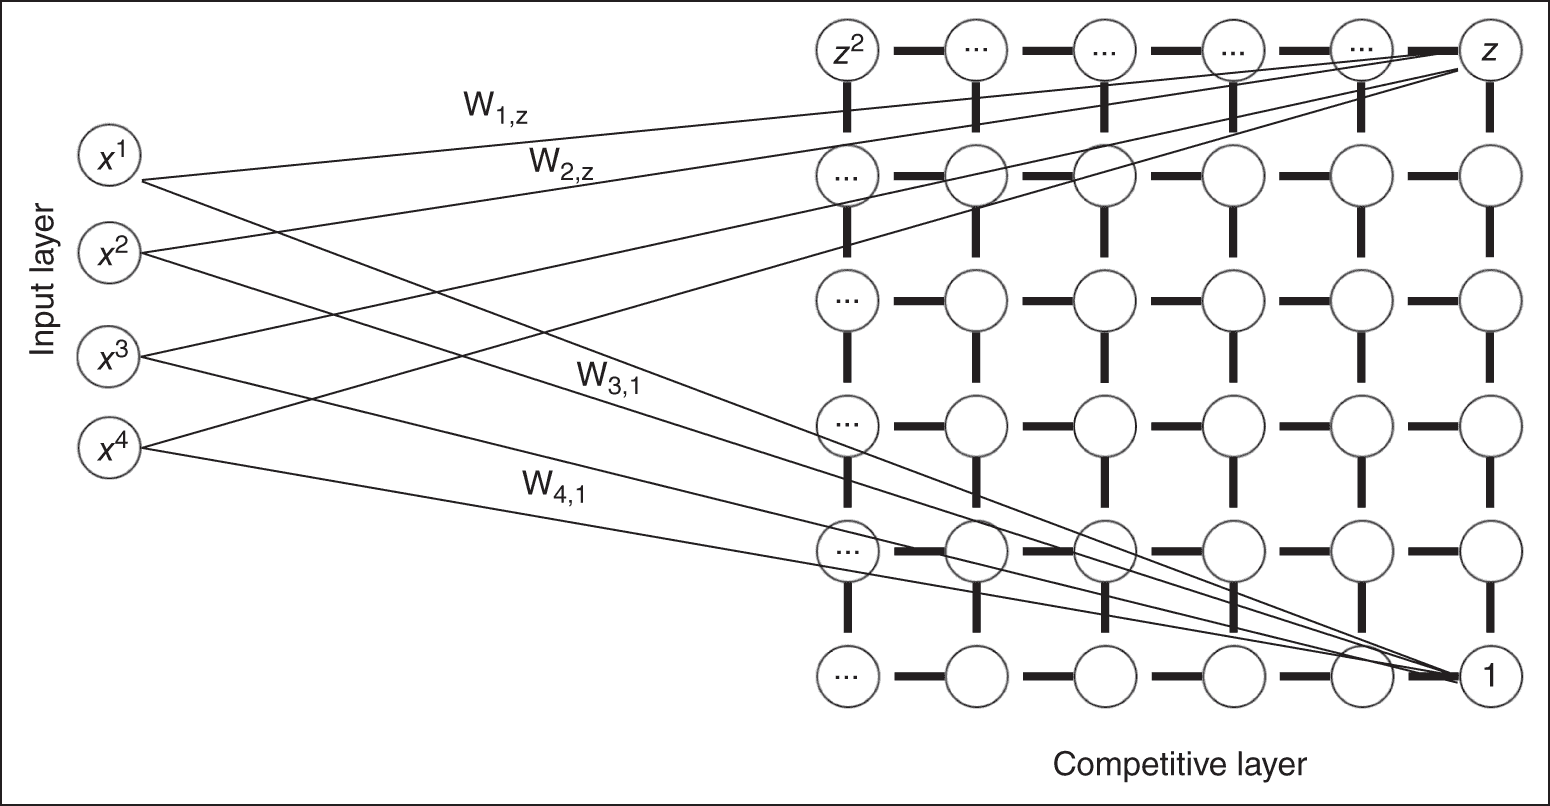 z² ... ... ... ... z
W1,z
x¹
W2,z
...
x²
Input layer
...
x³
W3,1
...
x⁴
W4,1
...
... 1
Competitive layer